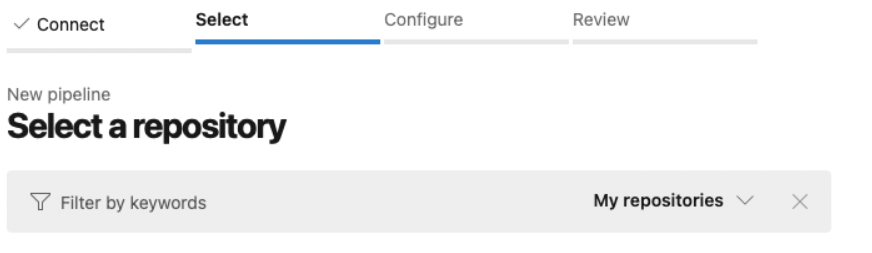 Connect
Select
Configure
Review
New pipeline
Select a repository
Filter by keywords
My repositories